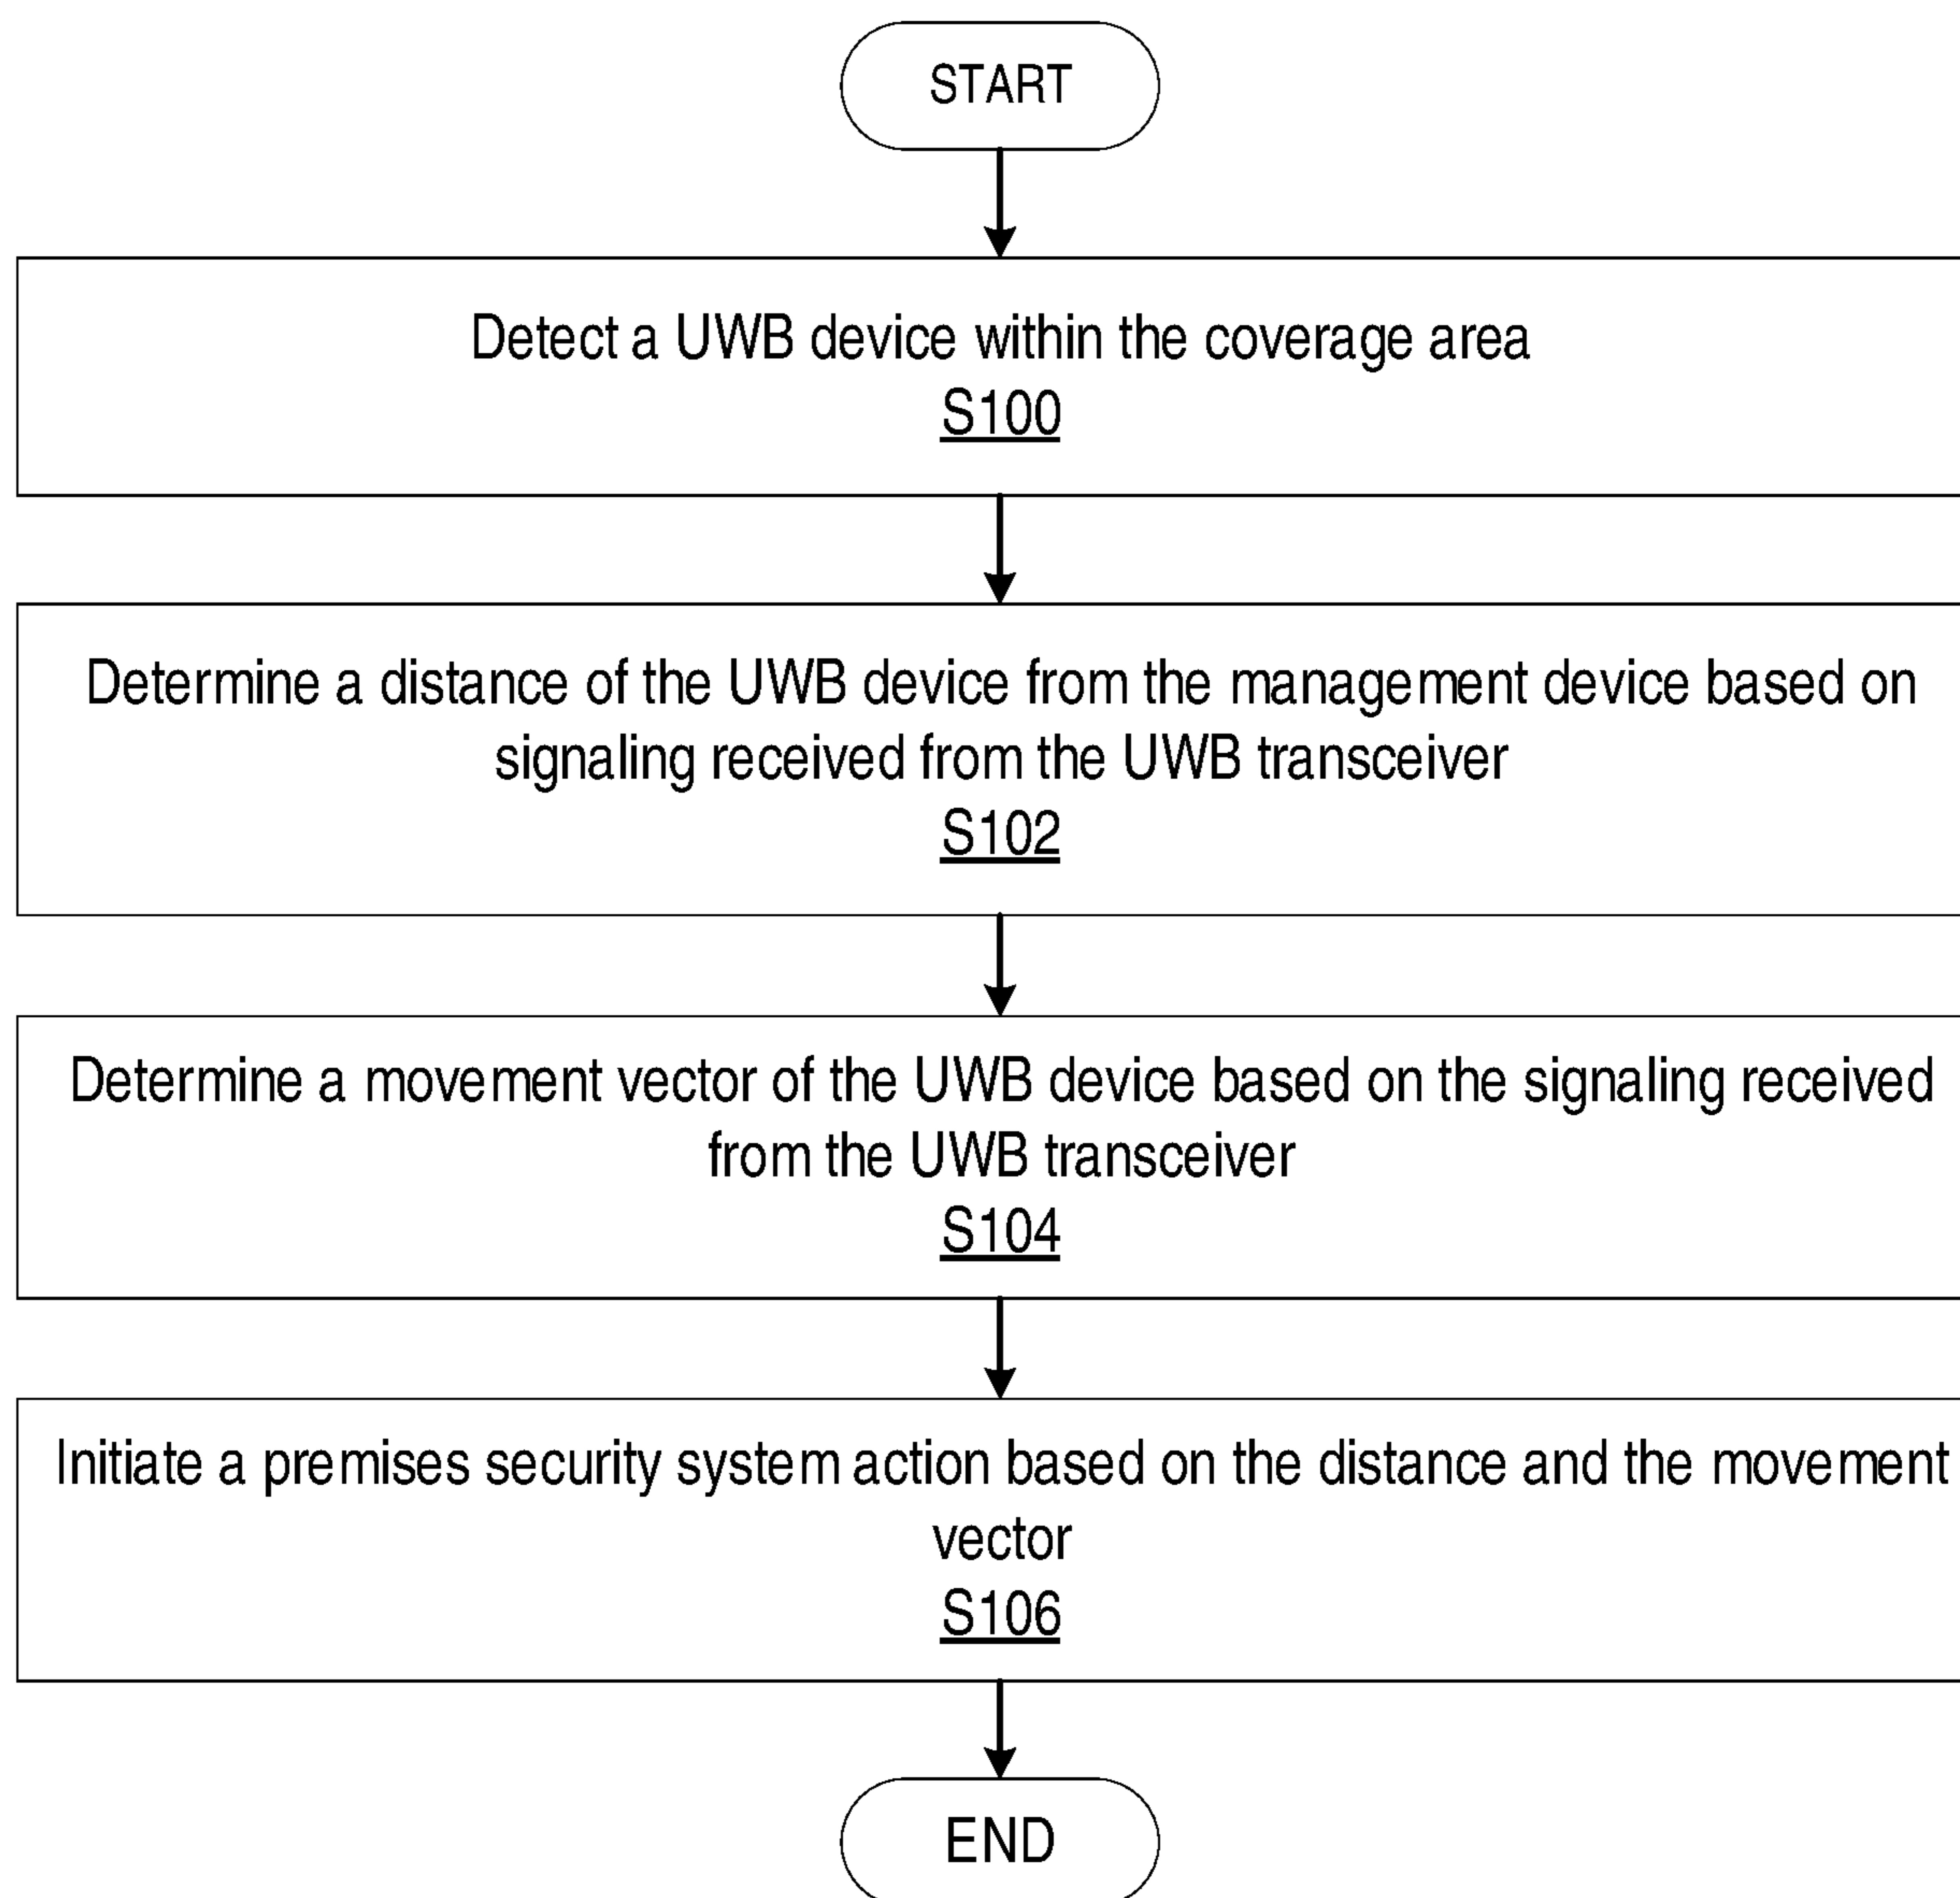 START
Detect a UWB device within the coverage area
S100
Determine a distance of the UWB device from the management device based on
signaling received from the UWB transceiver
S102
Determine a movement vector of the UWB device based on the signaling received
from the UWB transceiver
S104
Initiate a premises security system action based on the distance and the movement
vector
S106
END